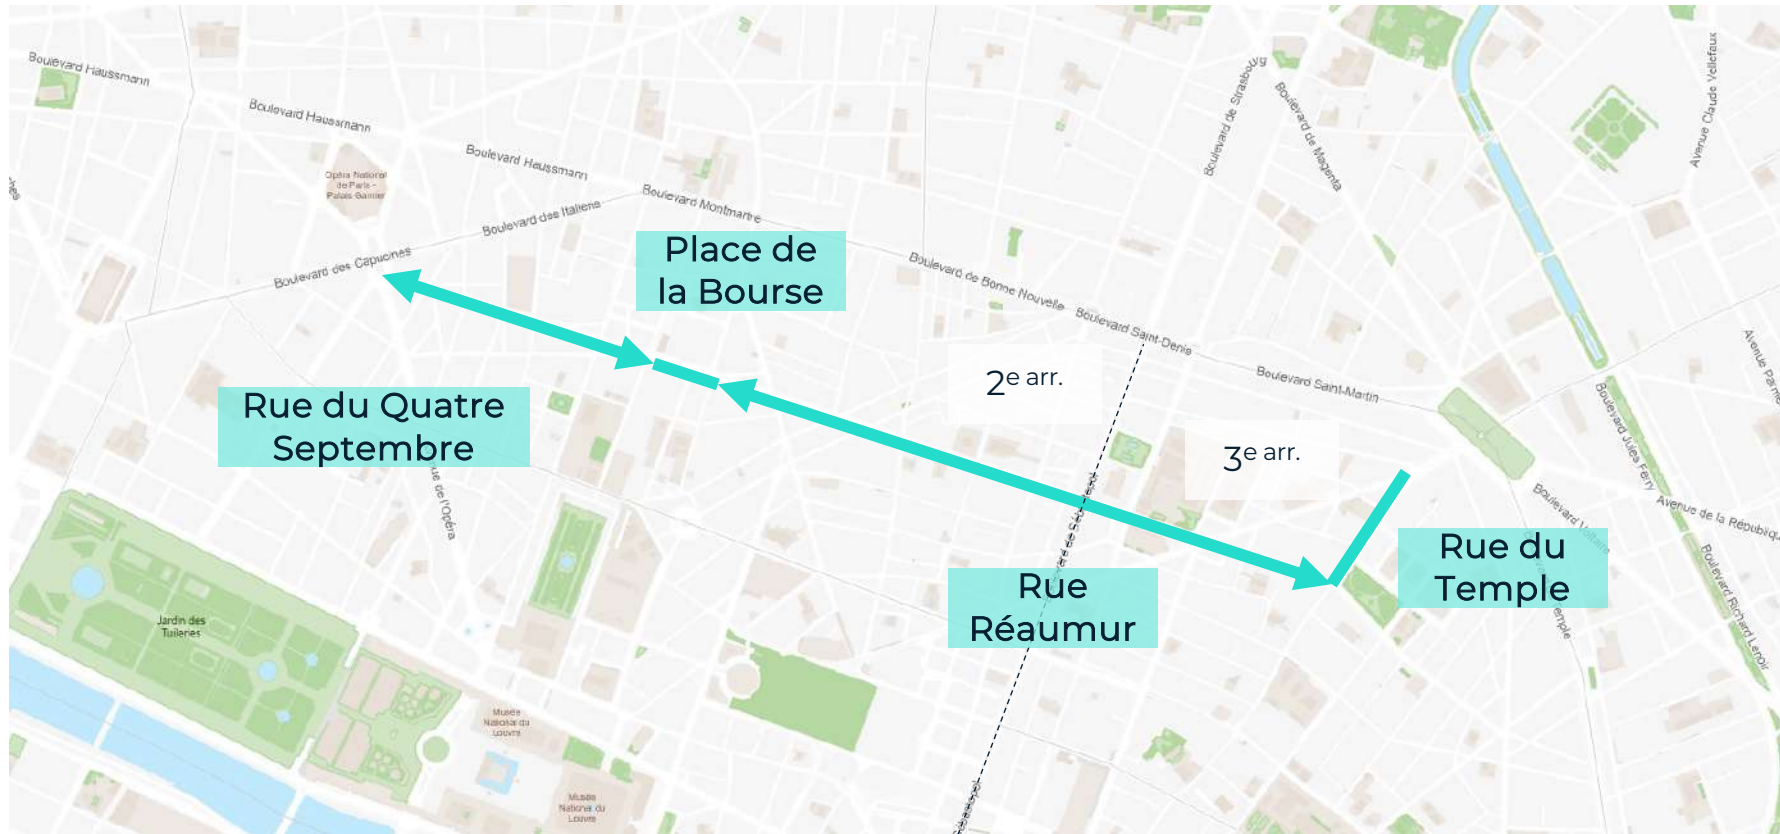 Boulevard Haussmann
Boulevard Haussmann
Boulevard Haussmann
Opéra National
de Paris -
Palais Garnier
Boulevard des Italiens
Boulevard Montmartre
Boulevard des Capucines
Place de
la Bourse
Boulevard de Strasbourg
Boulevard de Magenta
Avenue Claude Vellefaux
Boulevard de Bonne Nouvelle
Boulevard Saint-Denis
Boulevard Saint-Martin
2e arr.
3e arr.
Rue du Quatre
Septembre
Rue du
Temple
Rue
Réaumur
Boulevard Jules Ferry
Boulevard Voltaire
Avenue de la République
Boulevard Richard Lenoir
Jardin des
Tuileries
Musée
National du
Louvre
Musée
National du
Louvre